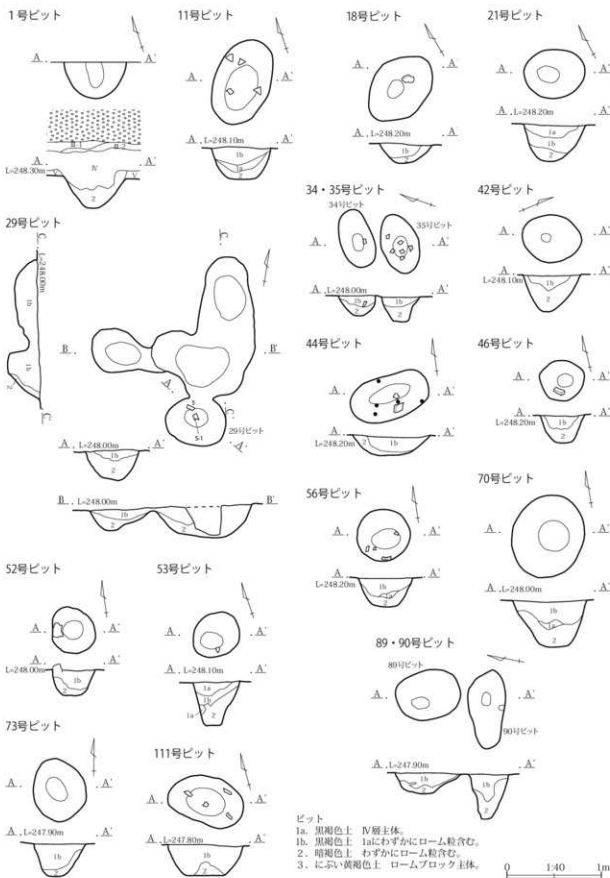 1号ピット
A. .A'
Ⅲ-1 Ⅲ-2
Ⅳ
A. .A'
L=248.30m Ⅴ
2
11号ピット
A. .A'
A. L=248.10m .A'
1b
1a
2
18号ピット
A. .A'
A. L=248.20m .A'
1b
2
21号ピット
A. .A'
A. L=248.20m .A'
1a
1b
2
29号ピット
C.
L=248.00m
1b
1b
2
C'.
C.
B. B'
A.
S
S-1
C'.
29号ピット
A'.
A. L=248.00m A'
1b
2
B. L=248.00m .B'
1b
2 2
34・35号ピット
34号ピット
35号ピット
A. .A'
A. L=248.00m .A'
1b 1b
2 2
42号ピット
A. .A'
A. .A'
L=248.10m
1b
2
44号ピット
A. .A'
A. .A'
L=248.20m
2 1b
46号ピット
A. .A'
A. .A'
L=248.20m
1b
2
56号ピット
A. .A'
A. .A'
L=248.20m
1b
2
70号ピット
A. .A'
A. L=248.00m .A'
1b
1a
2
52号ピット
A. .A'
A. .A'
L=248.00m
1b
2
53号ピット
A. .A'
A. L=248.10m .A'
1a
1b
1a 2
89・90号ピット
89号ピット
A. .A'
90号ピット
A. L=247.90m .A'
1b 1b
2 2
73号ピット
A. .A'
A. L=247.90m .A'
1b
2
111号ピット
A. .A'
A. L=247.80m .A'
1b
2
ピット
1a. 黒褐色土 Ⅳ層主体。
1b. 黒褐色土 1aにわずかにローム粒含む。
2. 暗褐色土 わずかにローム粒含む。
3. にぶい黄褐色土 ロームブロック主体。
0 1:40 1m